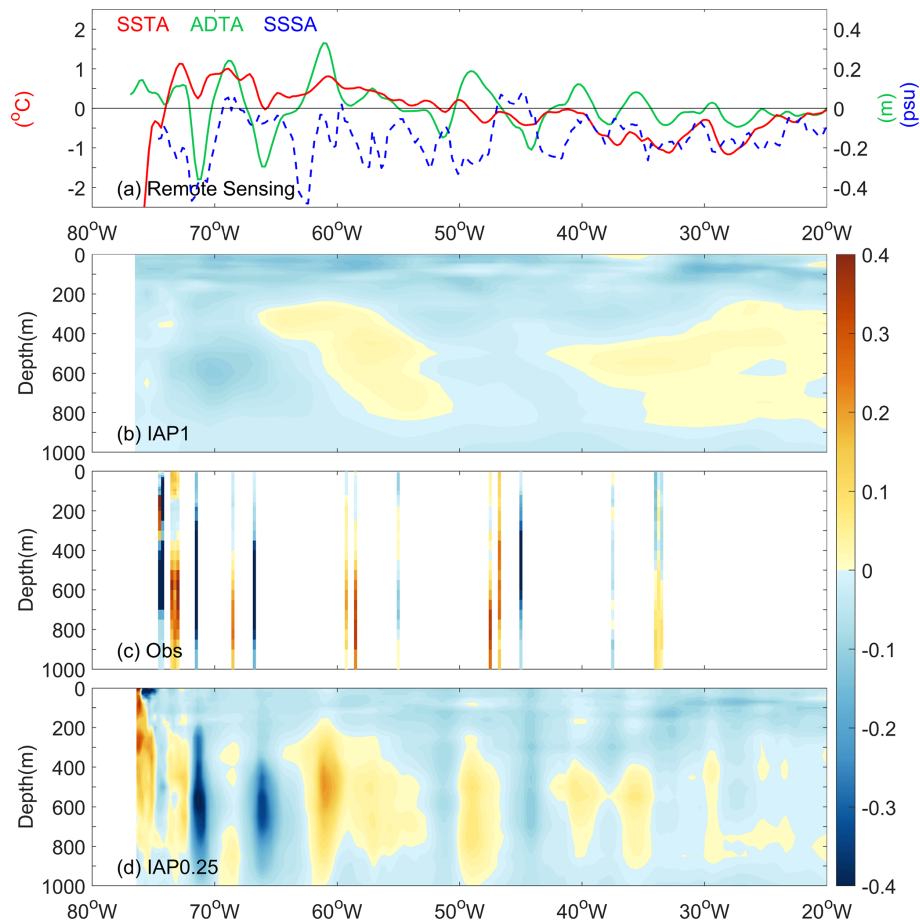 SSTA ADTA SSSA
2 1 0 -1 -2
(°C)
0.4 0.2 0 -0.2 -0.4
(m)
(psu)
(a) Remote Sensing
80°W 70°W 60°W 50°W 40°W 30°W 20°W
0 200 400 600 800 1000
Depth(m)
(b) IAP1
0 200 400 600 800 1000
Depth(m)
(c) Obs
0 200 400 600 800 1000
Depth(m)
(d) IAP0.25
80°W 70°W 60°W 50°W 40°W 30°W 20°W
0.4
0.3
0.2
0.1
0
-0.1
-0.2
-0.3
-0.4